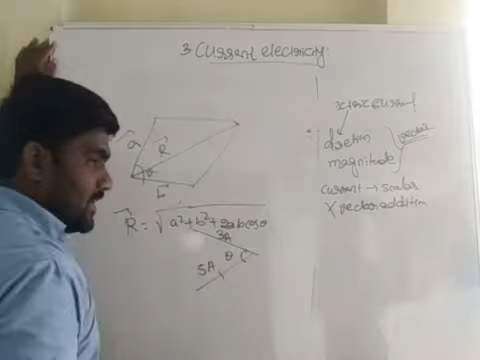 3 Current electricity:
a
R
θ
b
R = √a²+b²+2abcosθ
3A
5A θ
direction
magnitude } vector
current → scalar
X vector addition